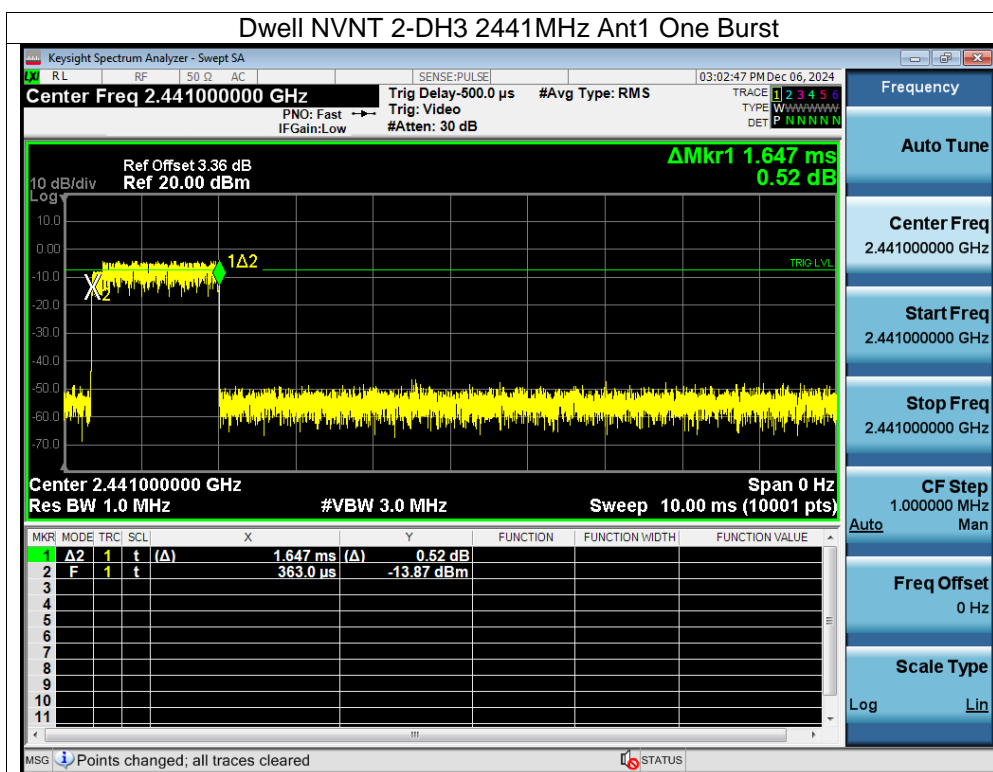 Dwell NVNT 2-DH3 2441MHz Ant1 One Burst
Keysight Spectrum Analyzer - Swept SA
LXI RL RF 50 Ω AC SENSE:PULSE 03:02:47 PM Dec 06, 2024
Center Freq 2.441000000 GHz Trig Delay-500.0 µs #Avg Type: RMS TRACE 1 2 3 4 5 6
PNO: Fast Trig: Video TYPE WWWWWW
IFGain:Low #Atten: 30 dB DET P N N N N N
ΔMkr1 1.647 ms
0.52 dB
Ref Offset 3.36 dB
10 dB/div Ref 20.00 dBm
Log
10.0
0.00
-10.0
-20.0
-30.0
-40.0
-50.0
-60.0
-70.0
1Δ2
TRIG LVL
X2
Center 2.441000000 GHz Span 0 Hz
Res BW 1.0 MHz #VBW 3.0 MHz Sweep 10.00 ms (10001 pts)
MKR MODE TRC SCL X Y FUNCTION FUNCTION WIDTH FUNCTION VALUE
1 Δ2 1 t (Δ) 1.647 ms (Δ) 0.52 dB
2 F 1 t 363.0 µs -13.87 dBm
3
4
5
6
7
8
9
10
11
MSG Points changed; all traces cleared STATUS
Frequency
Auto Tune
Center Freq
2.441000000 GHz
Start Freq
2.441000000 GHz
Stop Freq
2.441000000 GHz
CF Step
1.000000 MHz
Auto Man
Freq Offset
0 Hz
Scale Type
Log Lin